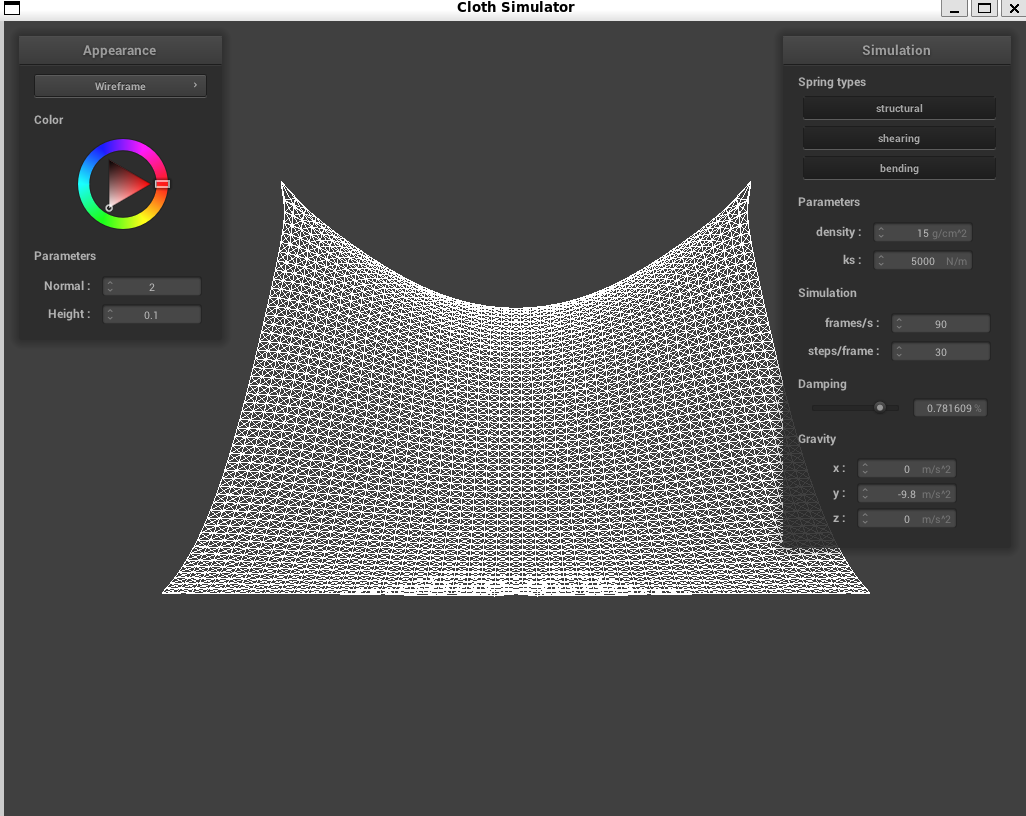 Cloth Simulator
Appearance
Wireframe
Color
Parameters
Normal : 2
Height : 0.1
Simulation
Spring types
structural
shearing
bending
Parameters
density : 15 g/cm^2
ks : 5000 N/m
Simulation
frames/s : 90
steps/frame : 30
Damping
0.781609 %
Gravity
x : 0 m/s^2
y : -9.8 m/s^2
z : 0 m/s^2